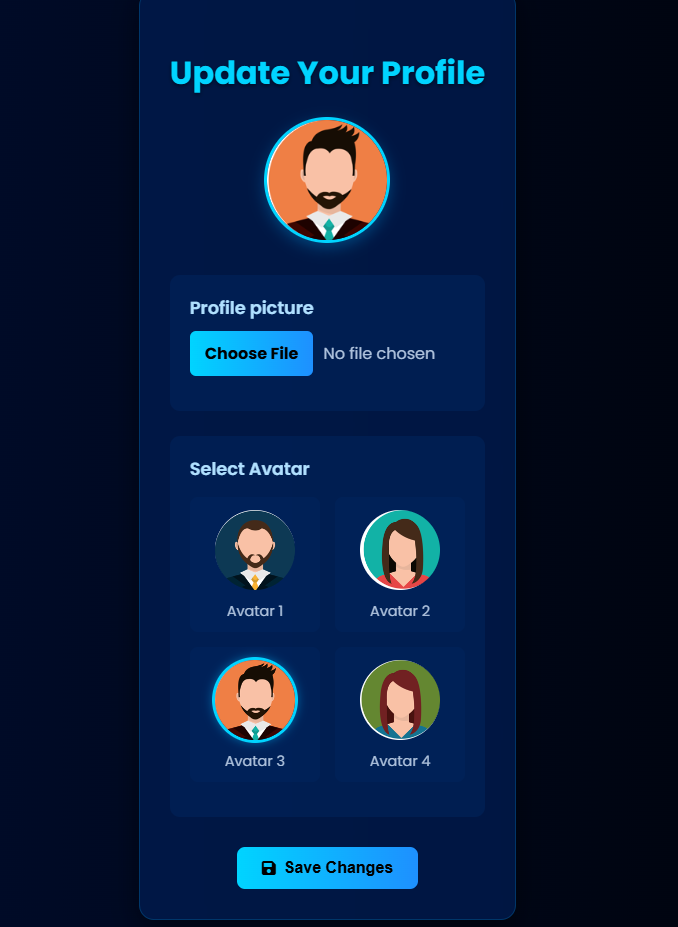 Update Your Profile
Profile picture
Choose File No file chosen
Select Avatar
Avatar 1 Avatar 2
Avatar 3 Avatar 4
Save Changes